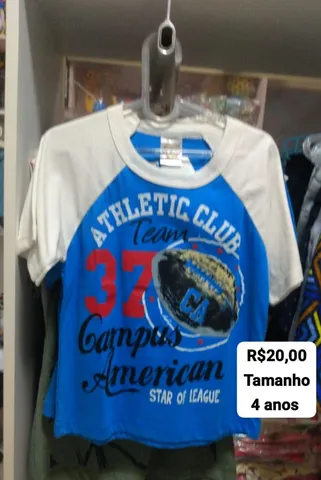 ATHLETIC CLUB
Team
37
CA
Campus
American
STAR OF LEAGUE
R$20,00
Tamanho
4 anos